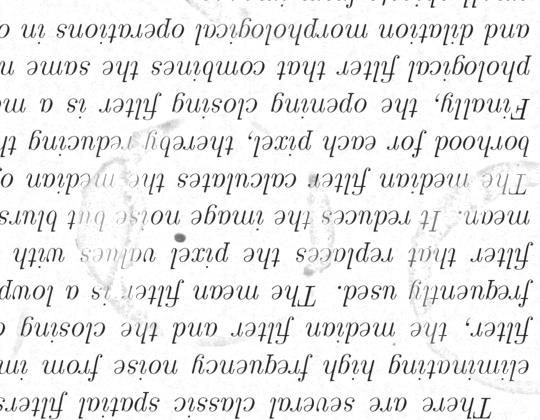 There are several classic spatial filters
eliminating high frequency noise from im
filter, the median filter and the closing o
frequently used. The mean filter is a lowp
filter that replaces the pixel values with
mean. It reduces the image noise but blurs
The median filter calculates the median o
borhood for each pixel, thereby reducing th
Finally, the opening closing filter is a m
phological filter that combines the same n
and dilation morphological operations in o